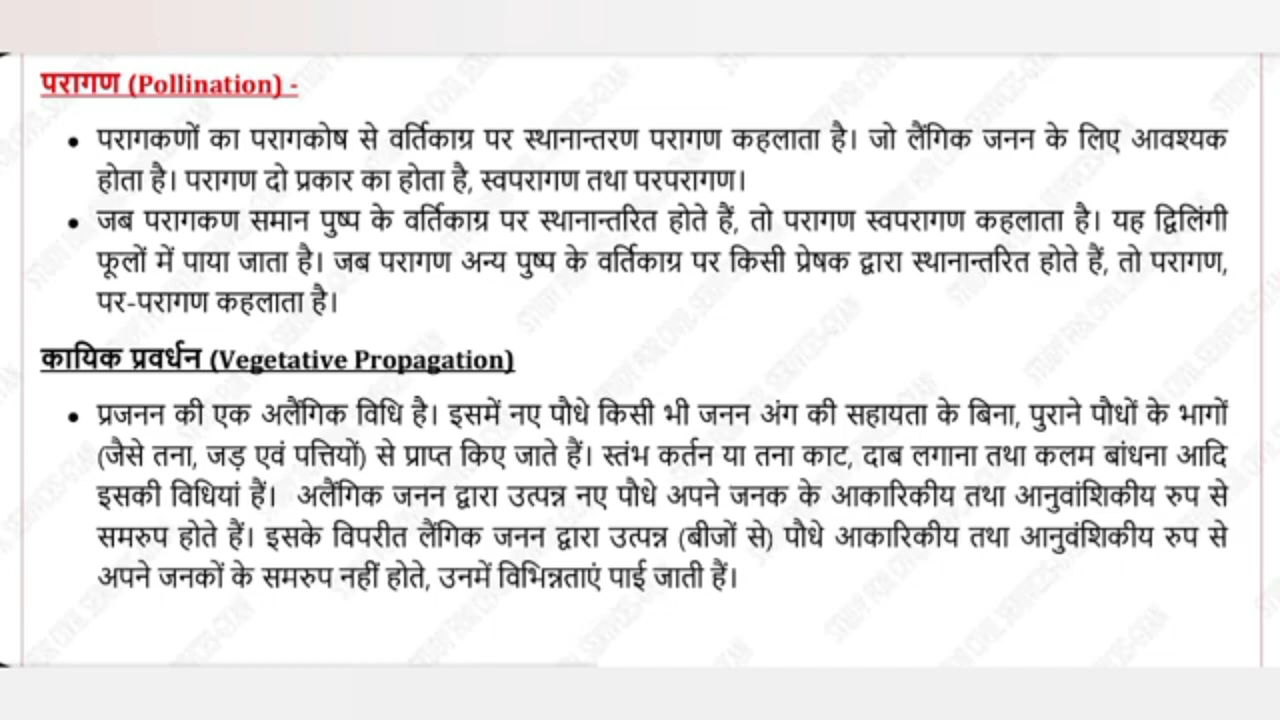 परागण (Pollination) -
परागकणों का परागकोष से वर्तिकाग्र पर स्थानान्तरण परागण कहलाता है। जो लैंगिक जनन के लिए आवश्यक
होता है। परागण दो प्रकार का होता है, स्वपरागण तथा परपरागण।
जब परागकण समान पुष्प के वर्तिकाग्र पर स्थानान्तरित होते हैं, तो परागण स्वपरागण कहलाता है। यह द्विलिंगी
फूलों में पाया जाता है। जब परागण अन्य पुष्प के वर्तिकाग्र पर किसी प्रेषक द्वारा स्थानान्तरित होते हैं, तो परागण,
पर-परागण कहलाता है।
कायिक प्रवर्धन (Vegetative Propagation)
प्रजनन की एक अलैंगिक विधि है। इसमें नए पौधे किसी भी जनन अंग की सहायता के बिना, पुराने पौधों के भागों
(जैसे तना, जड़ एवं पत्तियों) से प्राप्त किए जाते हैं। स्तंभ कर्तन या तना काट, दाब लगाना तथा कलम बांधना आदि
इसकी विधियां हैं। अलैंगिक जनन द्वारा उत्पन्न नए पौधे अपने जनक के आकारिकीय तथा आनुवांशिकीय रुप से
समरुप होते हैं। इसके विपरीत लैंगिक जनन द्वारा उत्पन्न (बीजों से) पौधे आकारिकीय तथा आनुवंशिकीय रुप से
अपने जनकों के समरुप नहीं होते, उनमें विभिन्नताएं पाई जाती हैं।